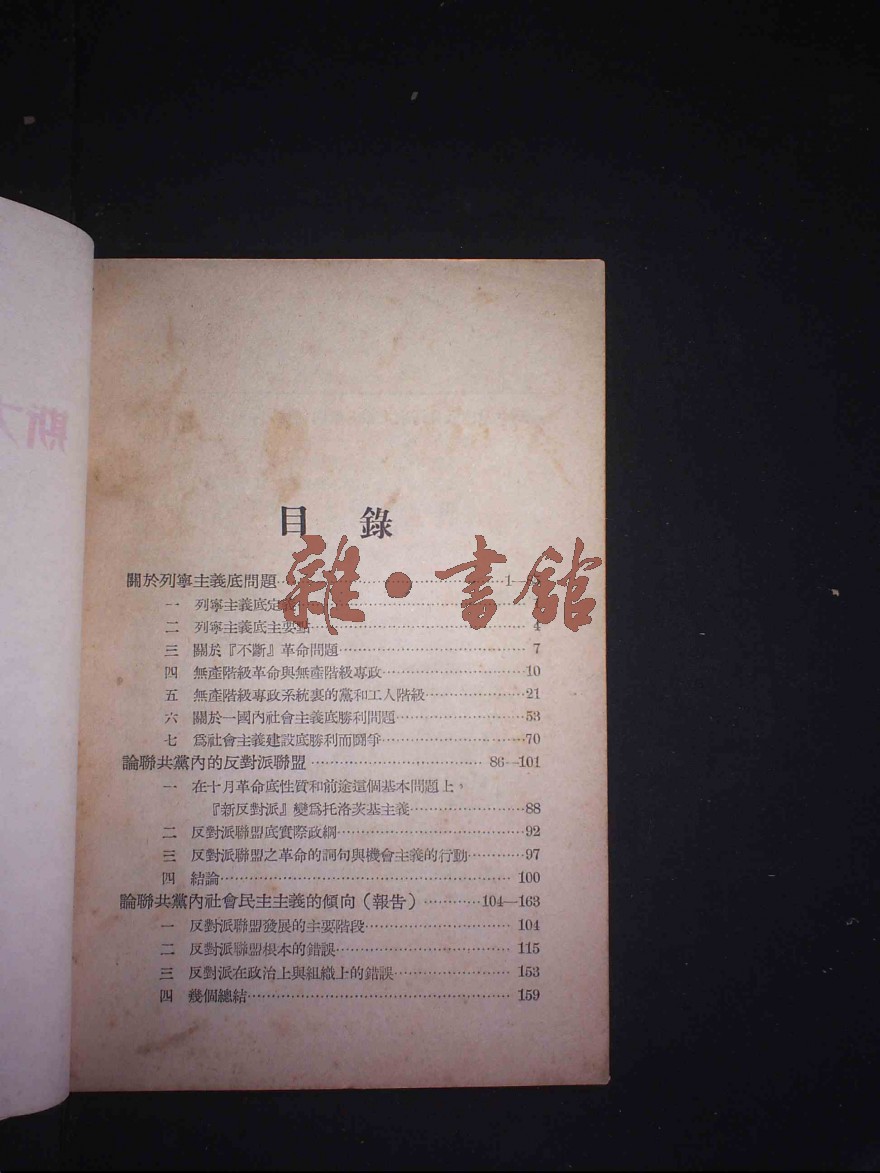 斯大
目 錄
關於列寧主義底問題 1—
一 列寧主義底定義
二 列寧主義底主要點 4
三 關於『不斷』革命問題 7
四 無產階級革命與無產階級專政 10
五 無產階級專政系統裏的黨和工人階級 21
六 關於一國內社會主義底勝利問題 53
七 爲社會主義建設底勝利而鬭爭 70
論聯共黨內的反對派聯盟 86—101
一 在十月革命底性質和前途這個基本問題上，
『新反對派』變爲托洛茨基主義 88
二 反對派聯盟底實際政綱 92
三 反對派聯盟之革命的詞句與機會主義的行動 97
四 結論 100
論聯共黨內社會民主主義的傾向（報告） 104—163
一 反對派聯盟發展的主要階段 104
二 反對派聯盟根本的錯誤 115
三 反對派在政治上與組織上的錯誤 153
四 幾個總結 159
雜·書舘